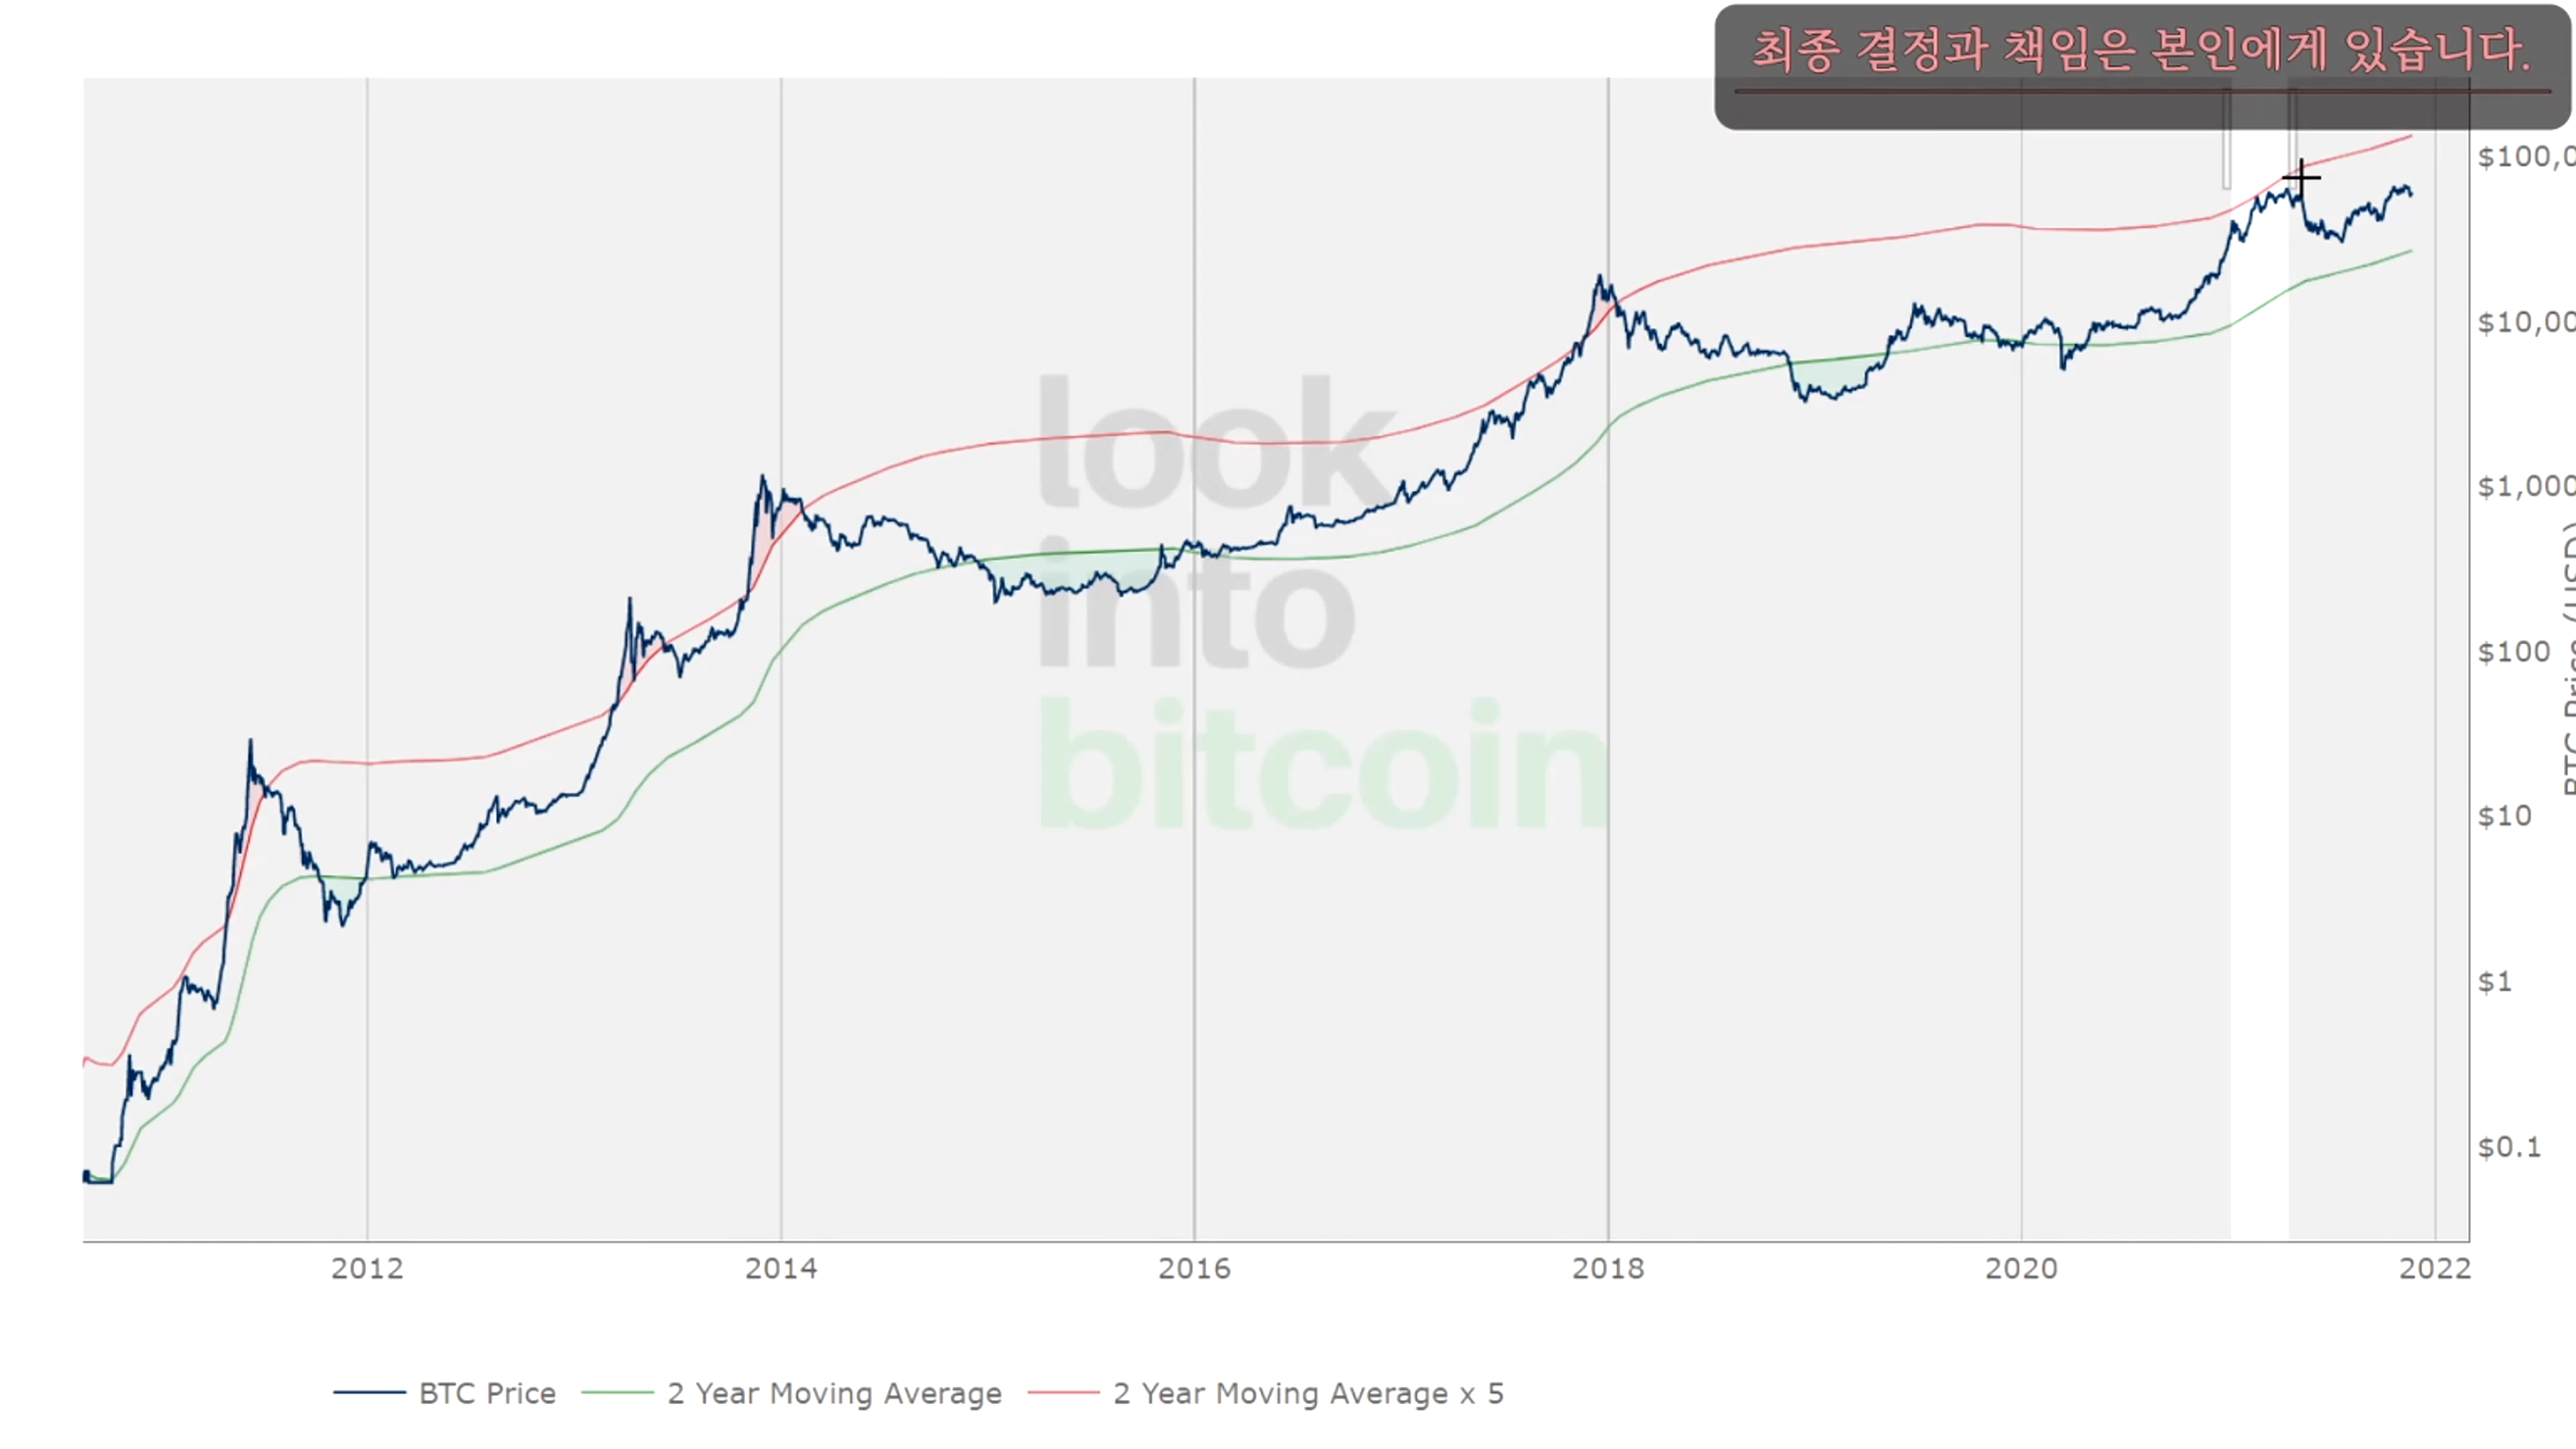 최종 결정과 책임은 본인에게 있습니다.
$100,0
$10,00
$1,000
$100
$10
$1
$0.1
look
into
bitcoin
2012
2014
2016
2018
2020
2022
BTC Price
2 Year Moving Average
2 Year Moving Average x 5